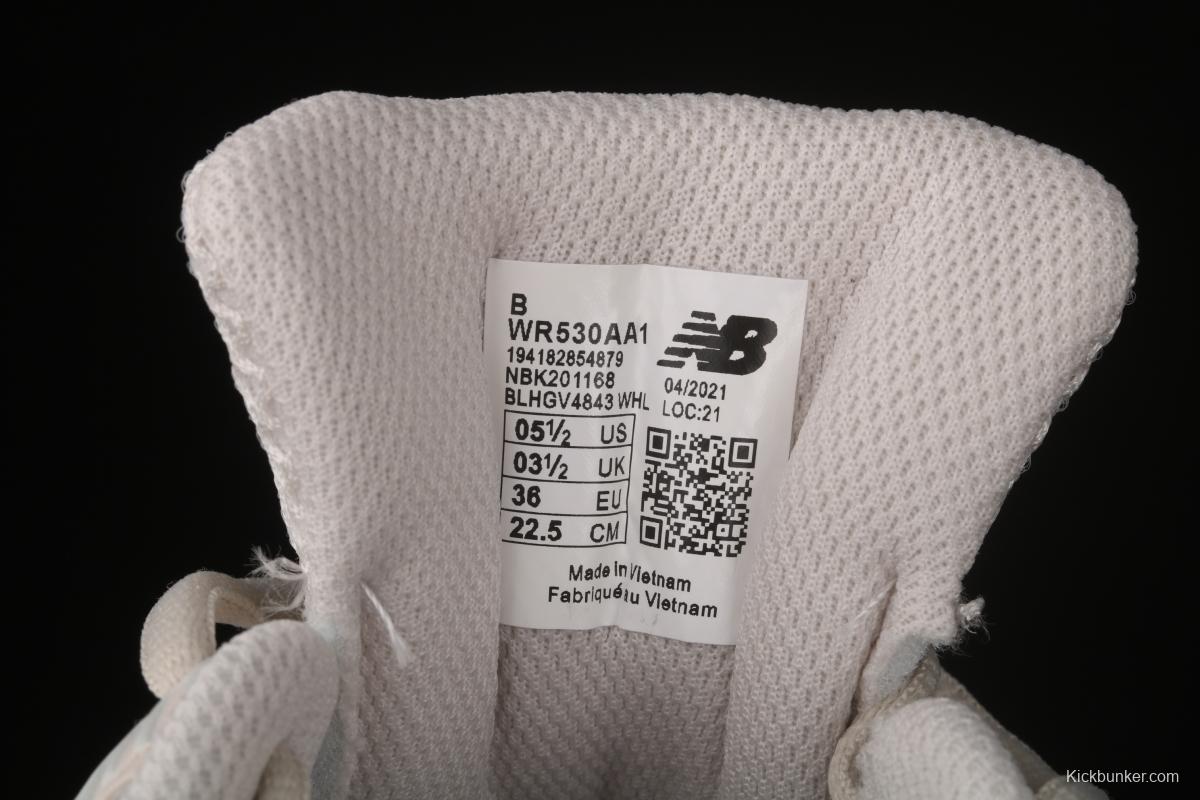 B
WR530AA1
194182854879
NBK201168
BLHGV4843 WHL
NB
04/2021
LOC:21
05½ US
03½ UK
36 EU
22.5 CM
Made In Vietnam
Fabriqué au Vietnam
Kickbunker.com